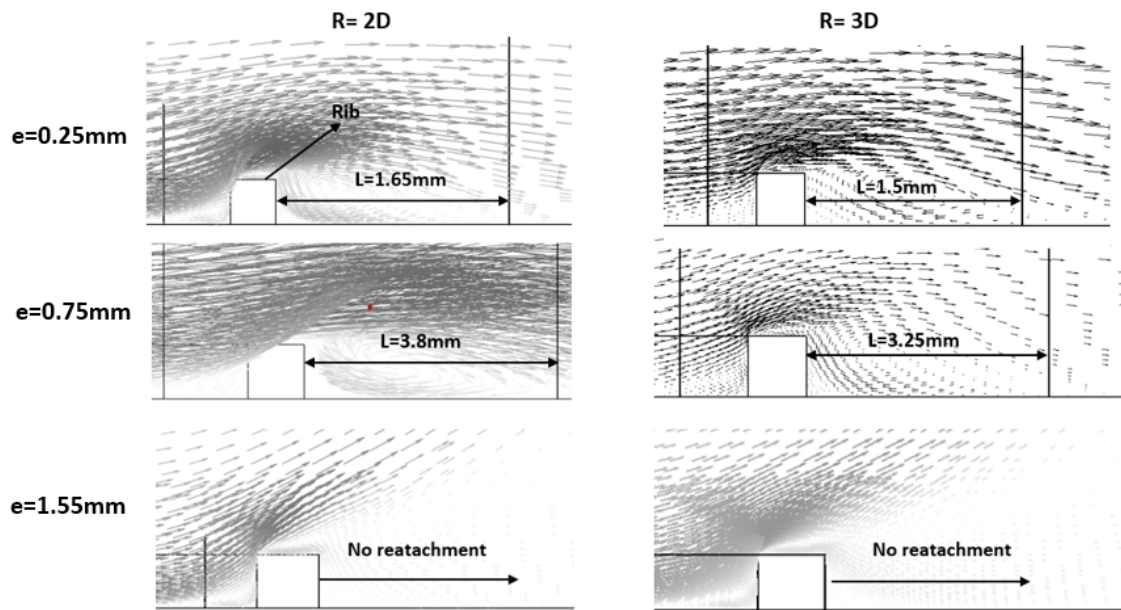 R= 2D
R= 3D
e=0.25mm
Rib
L=1.65mm
L=1.5mm
e=0.75mm
L=3.8mm
L=3.25mm
e=1.55mm
No reatachment
No reatachment